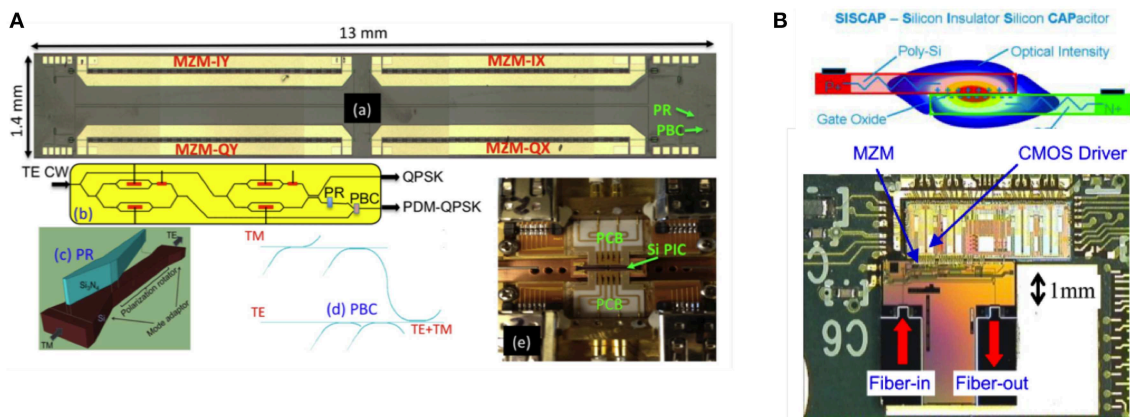 A
13 mm
1.4 mm
MZM-IY
MZM-IX
(a)
PR
PBC
MZM-QY
MZM-QX
TE CW
QPSK
PR
PBC
PDM-QPSK
(b)
TE
(c) PR
Si₃N₄
Polarization rotator
Mode adaptor
Si
TM
TM
TE
(d) PBC
TE+TM
PCB
Si PIC
PCB
(e)
B
SISCAP – Silicon Insulator Silicon CAPacitor
Poly-Si
Optical Intensity
Gate Oxide
N+
MZM
CMOS Driver
1mm
C6
Fiber-in
Fiber-out